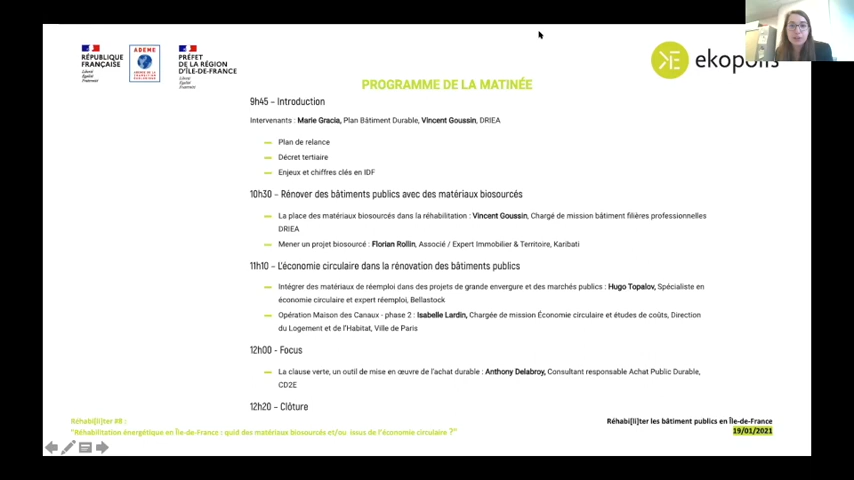 RÉPUBLIQUE
FRANÇAISE
Liberté
Égalité
Fraternité
ADEME
PRÉFET
DE LA RÉGION
D'ÎLE-DE-FRANCE
Liberté
Égalité
Fraternité
ekopolis
PROGRAMME DE LA MATINÉE
9h45 – Introduction
Intervenants : Marie Gracia, Plan Bâtiment Durable, Vincent Goussin, DRIEA
Plan de relance
Décret tertiaire
Enjeux et chiffres clés en IDF
10h30 – Rénover des bâtiments publics avec des matériaux biosourcés
La place des matériaux biosourcés dans la réhabilitation : Vincent Goussin, Chargé de mission bâtiment filières professionnelles
DRIEA
Mener un projet biosourcé : Florian Rollin, Associé / Expert Immobilier & Territoire, Karibati
11h10 – L'économie circulaire dans la rénovation des bâtiments publics
Intégrer des matériaux de réemploi dans des projets de grande envergure et des marchés publics : Hugo Topalov, Spécialiste en
économie circulaire et expert réemploi, Bellastock
Opération Maison des Canaux - phase 2 : Isabelle Lardin, Chargée de mission Économie circulaire et études de coûts, Direction
du Logement et de l'Habitat, Ville de Paris
12h00 - Focus
La clause verte, un outil de mise en œuvre de l'achat durable : Anthony Delabroy, Consultant responsable Achat Public Durable,
CD2E
12h20 – Clôture
Réhabi[li]ter #8 :
"Réhabilitation énergétique en Île-de-France : quid des matériaux biosourcés et/ou issus de l'économie circulaire ?"
Réhabi[li]ter les bâtiment publics en Île-de-France
19/01/2021